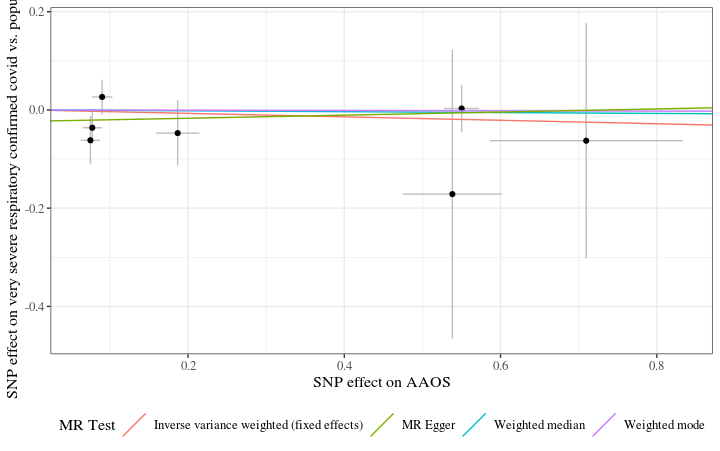 SNP effect on very severe respiratory confirmed covid vs.
0.2
0.0
-0.2
-0.4
0.2 0.4 0.6 0.8
SNP effect on AAOS
MR Test Inverse variance weighted (fixed effects) MR Egger Weighted median Weighted mode